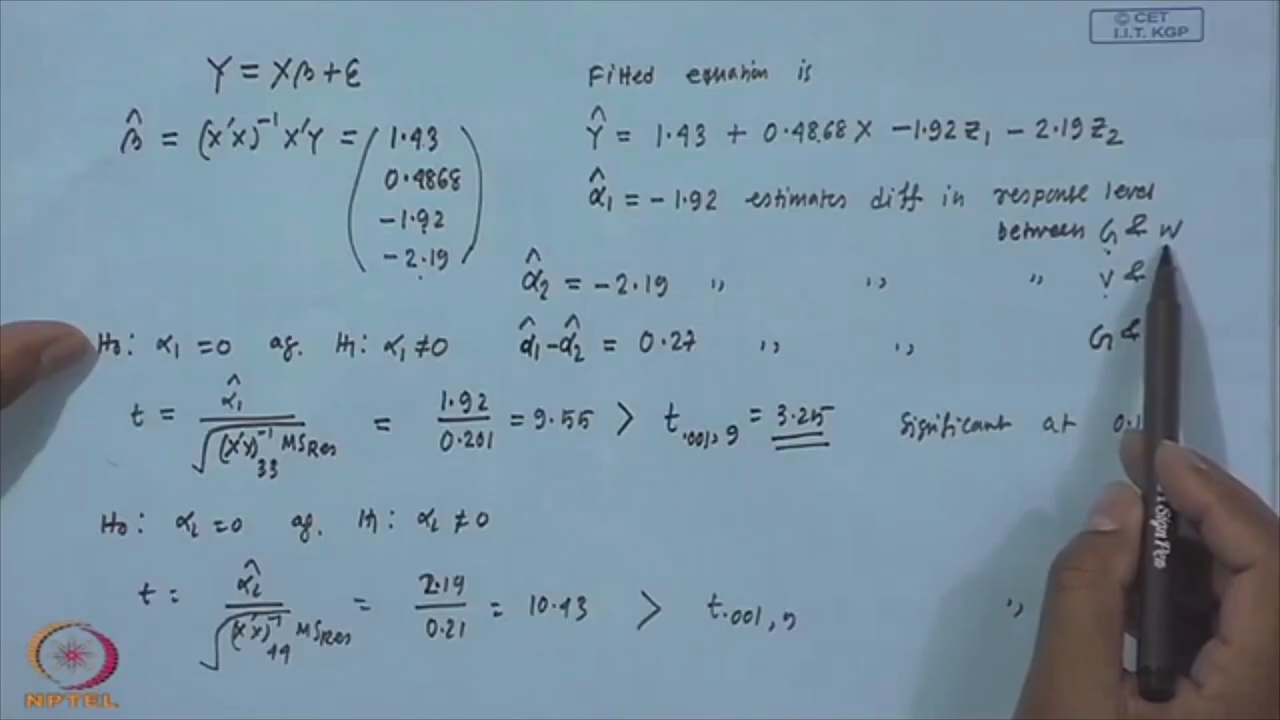 © CET
I.I.T. KGP
Y = Xβ + ε
β̂ = (X'X)⁻¹ X'Y = (1.43
0.4868
-1.92
-2.19)
Fitted equation is
Ŷ = 1.43 + 0.4868 X - 1.92 Z₁ - 2.19 Z₂
α̂₁ = -1.92 estimates diff in response level
between G & W
α̂₂ = -2.19 ,, ,, ,, V &
H₀: α₁ = 0 ag. H₁: α₁ ≠ 0
α̂₁ - α̂₂ = 0.27 ,, ,, G &
t = α̂₁ / √((X'X)⁻¹₃₃ MSRes) = 1.92 / 0.201 = 9.55 > t.001,9 = 3.25 Significant at
H₀: α₂ = 0 ag. H₁: α₂ ≠ 0
t = α̂₂ / √((X'X)⁻¹₄₄ MSRes) = 2.19 / 0.21 = 10.43 > t.001,9 ,,
Sign Pen
NPTEL